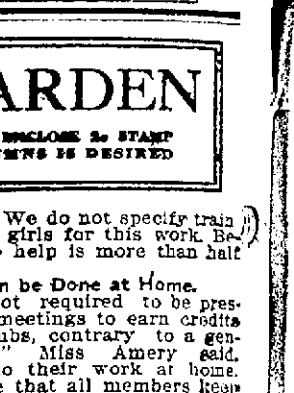 ARDEN
ENCLOSE 2c STAMP
MNS IS DESIRED
We do not specify train
girls for this work. Be-
help is more than half
n be Done at Home.
ot required to be pres-
meetings to earn credits
ubs, contrary to a gen-
" Miss Amery said.
o their work at home.
e that all members keep